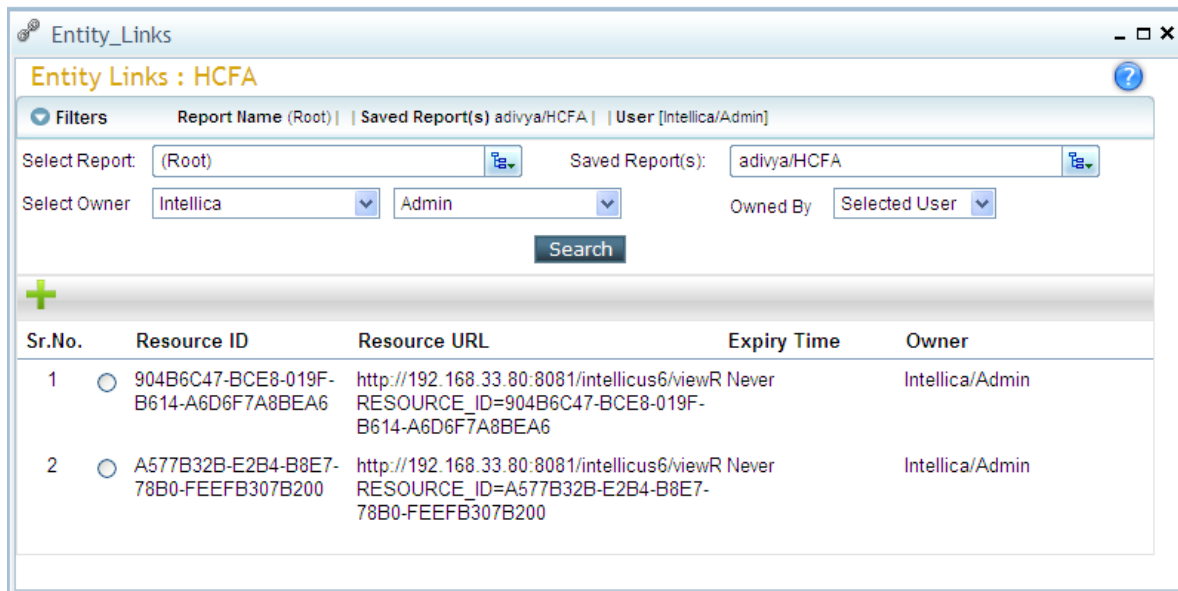 Entity_Links
Entity Links : HCFA
Filters Report Name (Root) | | Saved Report(s) adivya/HCFA | | User [Intellica/Admin]
Select Report: (Root) Saved Report(s): adivya/HCFA
Select Owner Intellica Admin Owned By Selected User
Search
Sr.No. Resource ID Resource URL Expiry Time Owner
1 904B6C47-BCE8-019F- http://192.168.33.80:8081/intellicus6/viewR Never Intellica/Admin
B614-A6D6F7A8BEA6 RESOURCE_ID=904B6C47-BCE8-019F-
B614-A6D6F7A8BEA6
2 A577B32B-E2B4-B8E7- http://192.168.33.80:8081/intellicus6/viewR Never Intellica/Admin
78B0-FEEFB307B200 RESOURCE_ID=A577B32B-E2B4-B8E7-
78B0-FEEFB307B200